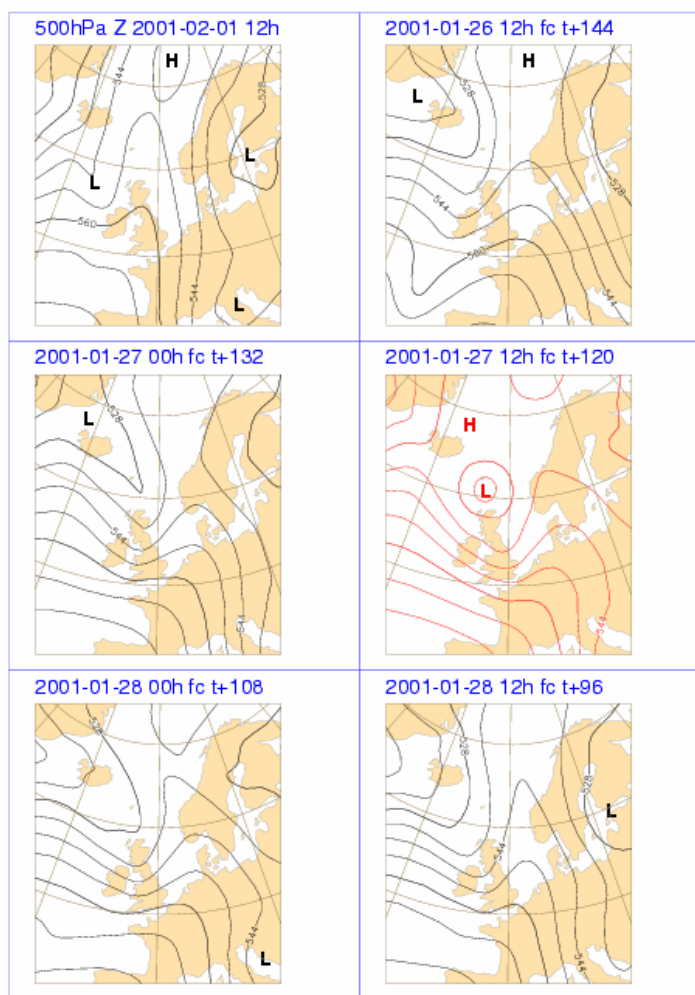 500hPa Z 2001-02-01 12h
H
544
528
L
L
560
544
L
2001-01-26 12h fc t+144
H
528
L
544
528
560
544
2001-01-27 00h fc t+132
L
528
544
544
2001-01-27 12h fc t+120
H
L
544
2001-01-28 00h fc t+108
528
544
L
2001-01-28 12h fc t+96
528
528
L
544
544